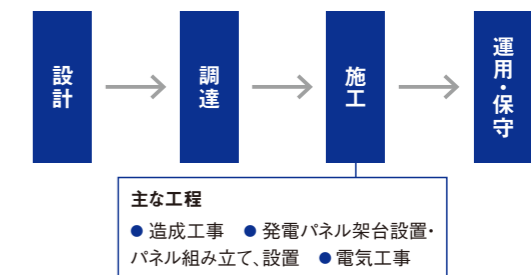 設計
調達
施工
運用・保守
主な工程
● 造成工事 ● 発電パネル架台設置・
パネル組み立て、設置 ● 電気工事